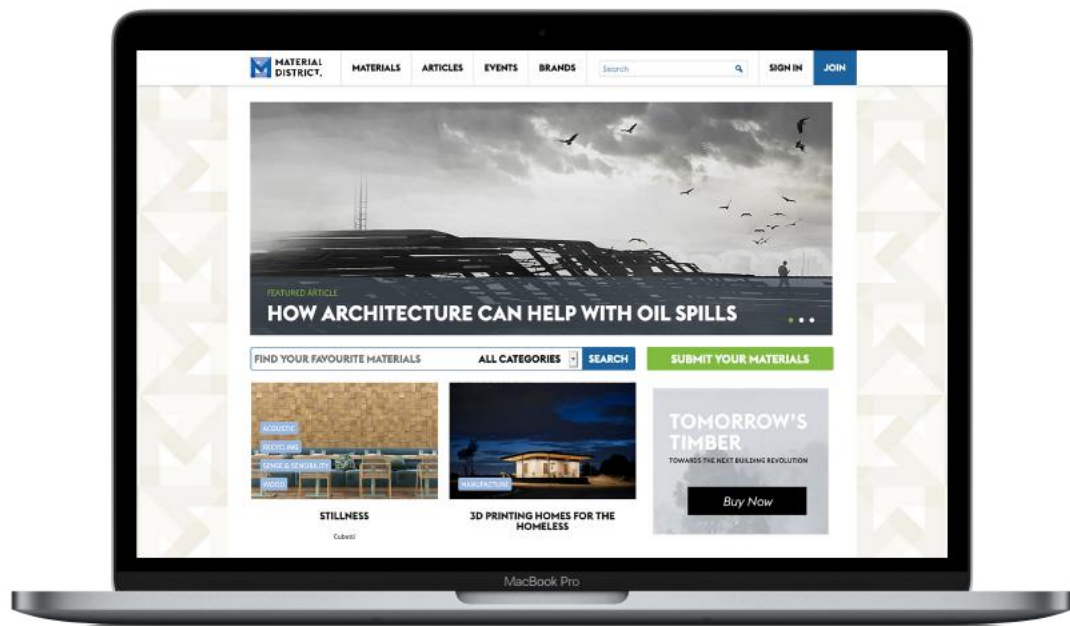 MATERIAL
DISTRICT.
MATERIALS
ARTICLES
EVENTS
BRANDS
Search
SIGN IN
JOIN
FEATURED ARTICLE
HOW ARCHITECTURE CAN HELP WITH OIL SPILLS
FIND YOUR FAVOURITE MATERIALS
ALL CATEGORIES
SEARCH
SUBMIT YOUR MATERIALS
ACOUSTIC
RECYCLING
SENSE & SENSIBILITY
WOOD
STILLNESS
Cubetti
MANUFACTURE
3D PRINTING HOMES FOR THE
HOMELESS
TOMORROW'S
TIMBER
TOWARDS THE NEXT BUILDING REVOLUTION
Buy Now
MacBook Pro